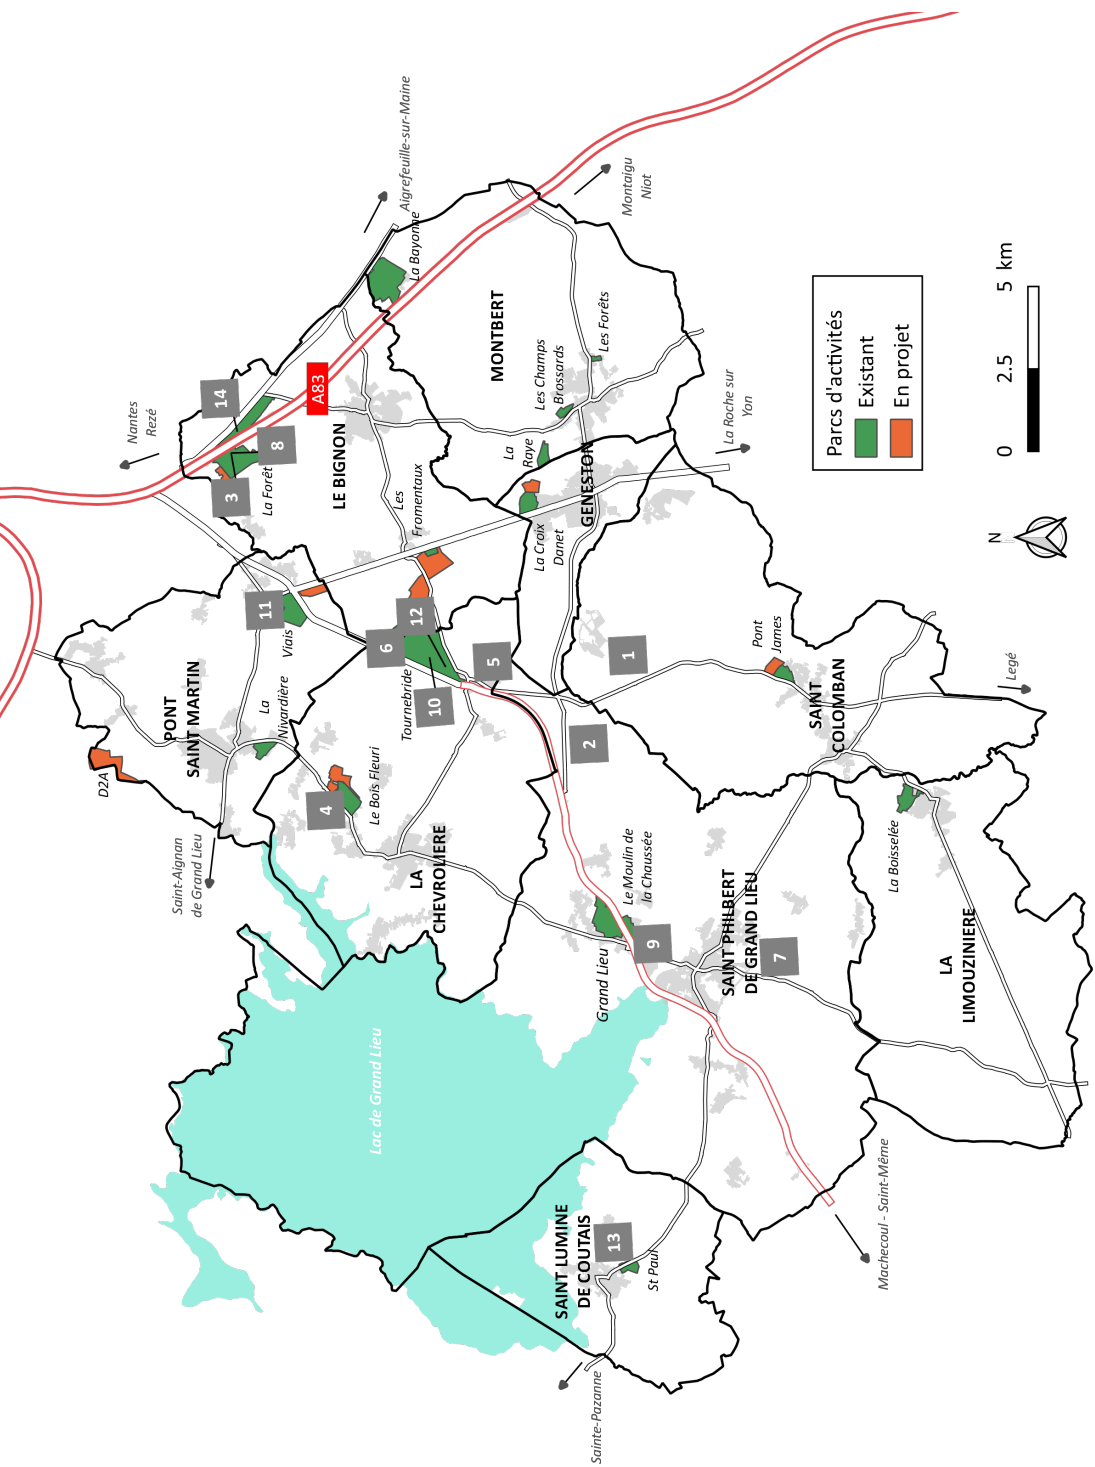 Sainte-Pazanne
Saint-Aignan
de Grand Lieu
Nantes
Rezé
Aigrefeuille-sur-Maine
Montaigu
Niot
La Roche sur
Yon
Legé
Machecoul - Saint-Même
Lac de Grand Lieu
D2A
PONT
SAINT MARTIN
La
Nivardière
Viais
11
14
8
3
La Forêt
A83
LE BIGNON
La Bayonne
Les
Fromentaux
MONTBERT
Les Champs
Brossards
Les Forêts
La
Raye
GENESTON
La Croix
Danet
4
Le Bois Fleuri
LA
CHEVROLIERE
6
12
Tournebride
10
5
2
1
Pont
James
SAINT
COLOMBAN
Le Moulin de
la Chaussée
Grand Lieu
9
SAINT PHILBERT
DE GRAND LIEU
7
La Boisselée
LA
LIMOUZINIERE
SAINT LUMINE
DE COUTAIS
13
St Paul
Parcs d'activités
Existant
En projet
N
0 2.5 5 km